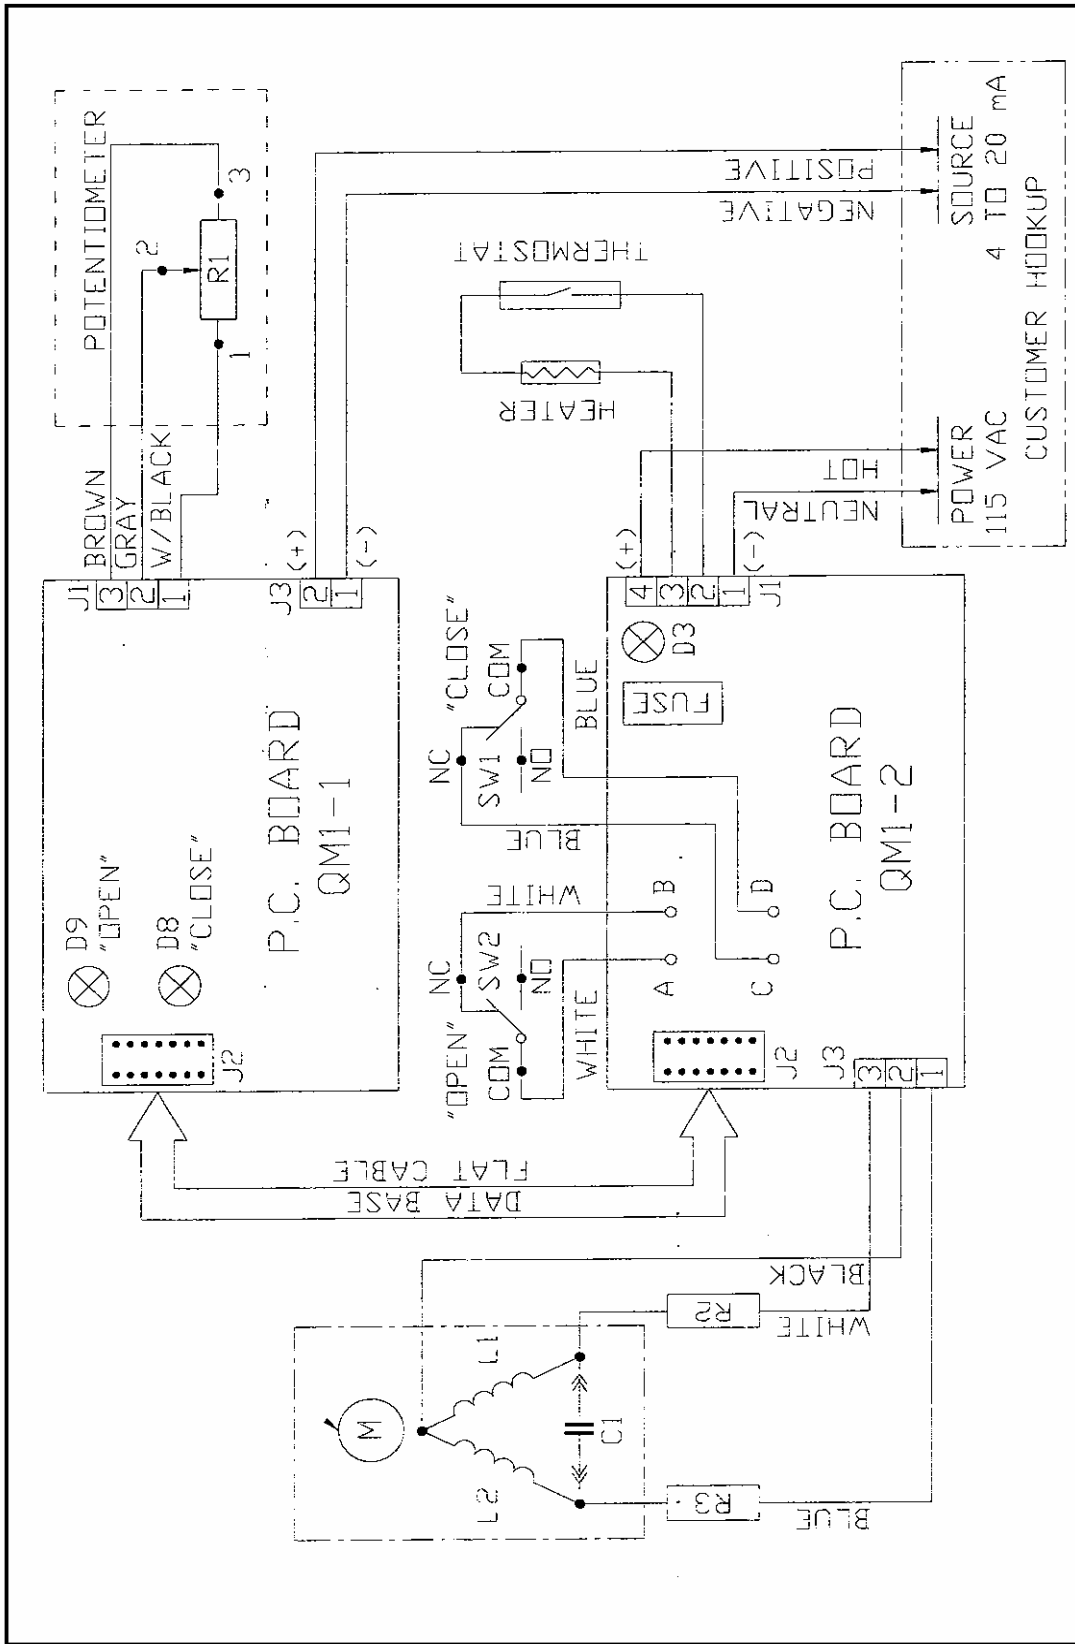 POTENTIOMETER
R1
1
2
3
BROWN
GRAY
W/BLACK
J1
3
2
1
J3
2
1
(+)
(-)
D9
"OPEN"
D8
"CLOSE"
P.C. BOARD
QM1-1
J2
POSITIVE
NEGATIVE
SOURCE
4 TO 20 mA
POWER
115 VAC
CUSTOMER HOOKUP
THERMOSTAT
HEATER
HOT
NEUTRAL
"CLOSE"
COM
NC
SW1
NO
BLUE
BLUE
"OPEN"
COM
NC
SW2
NO
WHITE
WHITE
(+)
4
3
2
1
(-)
J1
D3
FUSE
A
B
C
D
P.C. BOARD
QM1-2
J2
J3
3
2
1
FLAT CABLE
DATA BASE
BLACK
WHITE
BLUE
R2
R3
M
L1
L2
C1